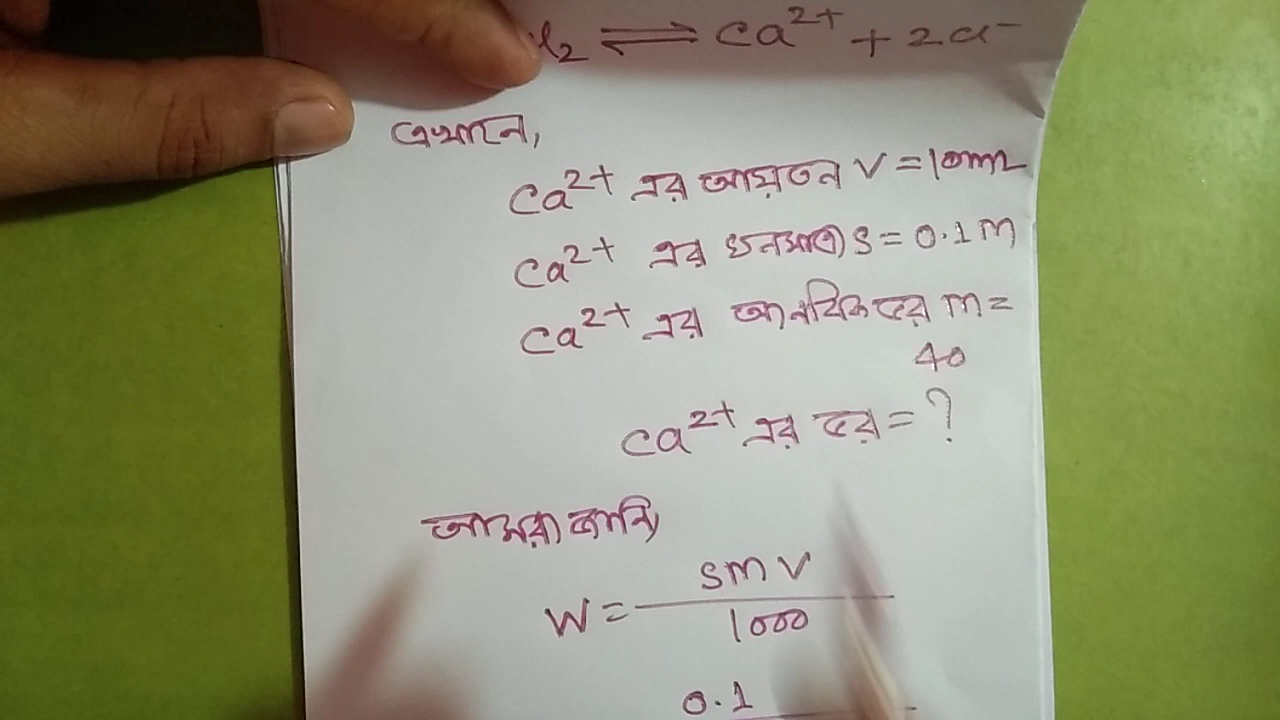 l₂ ⇌ Ca²⁺ + 2Cl⁻
এখানে,
Ca²⁺ এর আয়তন V = 10mL
Ca²⁺ এর ঘনমাত্রা S = 0.1 M
Ca²⁺ এর আনবিক ভর M =
40
Ca²⁺ এর ভর = ?
আমরা জানি,
W = SMV
1000
0.1